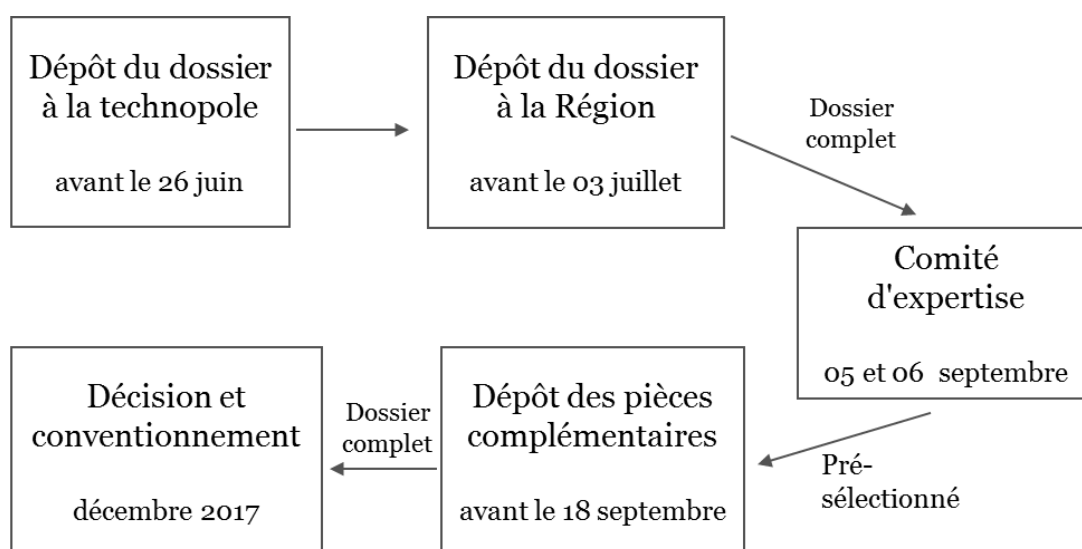 Dépôt du dossier
à la technopole
avant le 26 juin
Dépôt du dossier
à la Région
avant le 03 juillet
Dossier
complet
Comité
d'expertise
05 et 06 septembre
Pré-
sélectionné
Dépôt des pièces
complémentaires
avant le 18 septembre
Dossier
complet
Décision et
conventionnement
décembre 2017